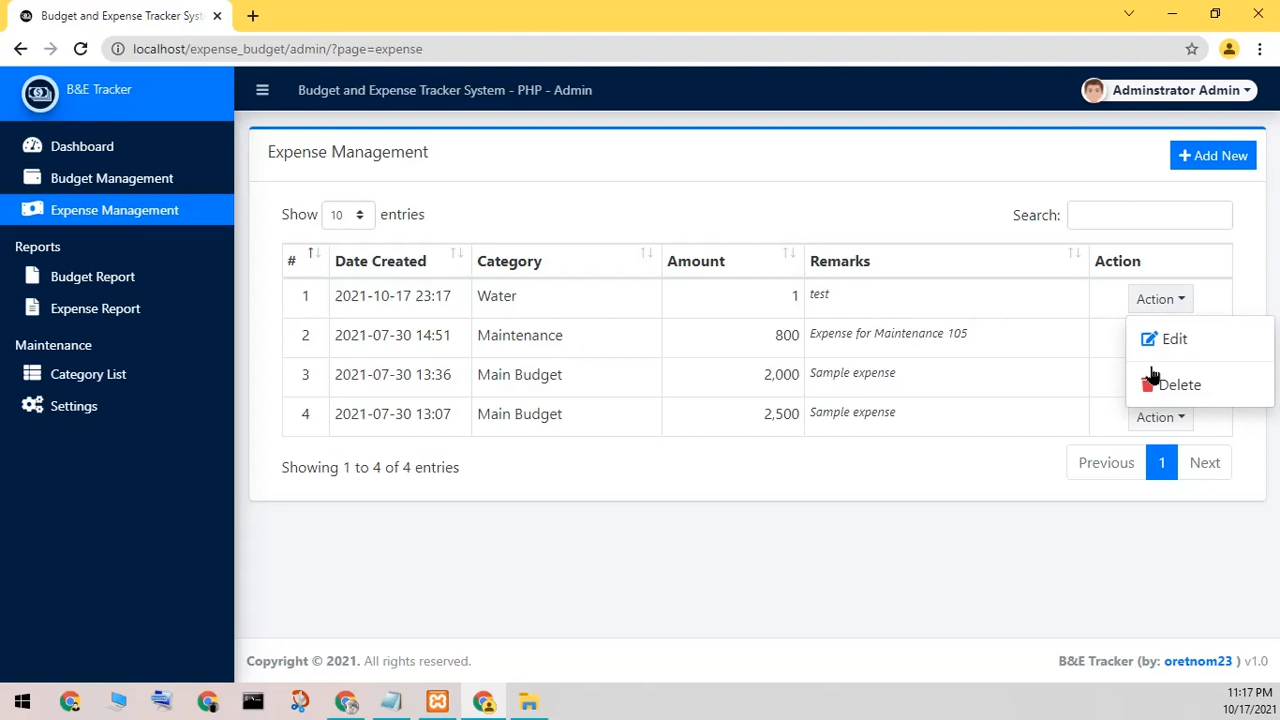 Budget and Expense Tracker Syst
localhost/expense_budget/admin/?page=expense
B&E Tracker
Budget and Expense Tracker System - PHP - Admin
Adminstrator Admin
Dashboard
Budget Management
Expense Management
Reports
Budget Report
Expense Report
Maintenance
Category List
Settings
Expense Management
Add New
Show 10 entries
Search:
# Date Created Category Amount Remarks Action
1 2021-10-17 23:17 Water 1 test Action
2 2021-07-30 14:51 Maintenance 800 Expense for Maintenance 105
3 2021-07-30 13:36 Main Budget 2,000 Sample expense
4 2021-07-30 13:07 Main Budget 2,500 Sample expense Action
Edit
Delete
Showing 1 to 4 of 4 entries
Previous 1 Next
Copyright © 2021. All rights reserved.
B&E Tracker (by: oretnom23 ) v1.0
11:17 PM
10/17/2021